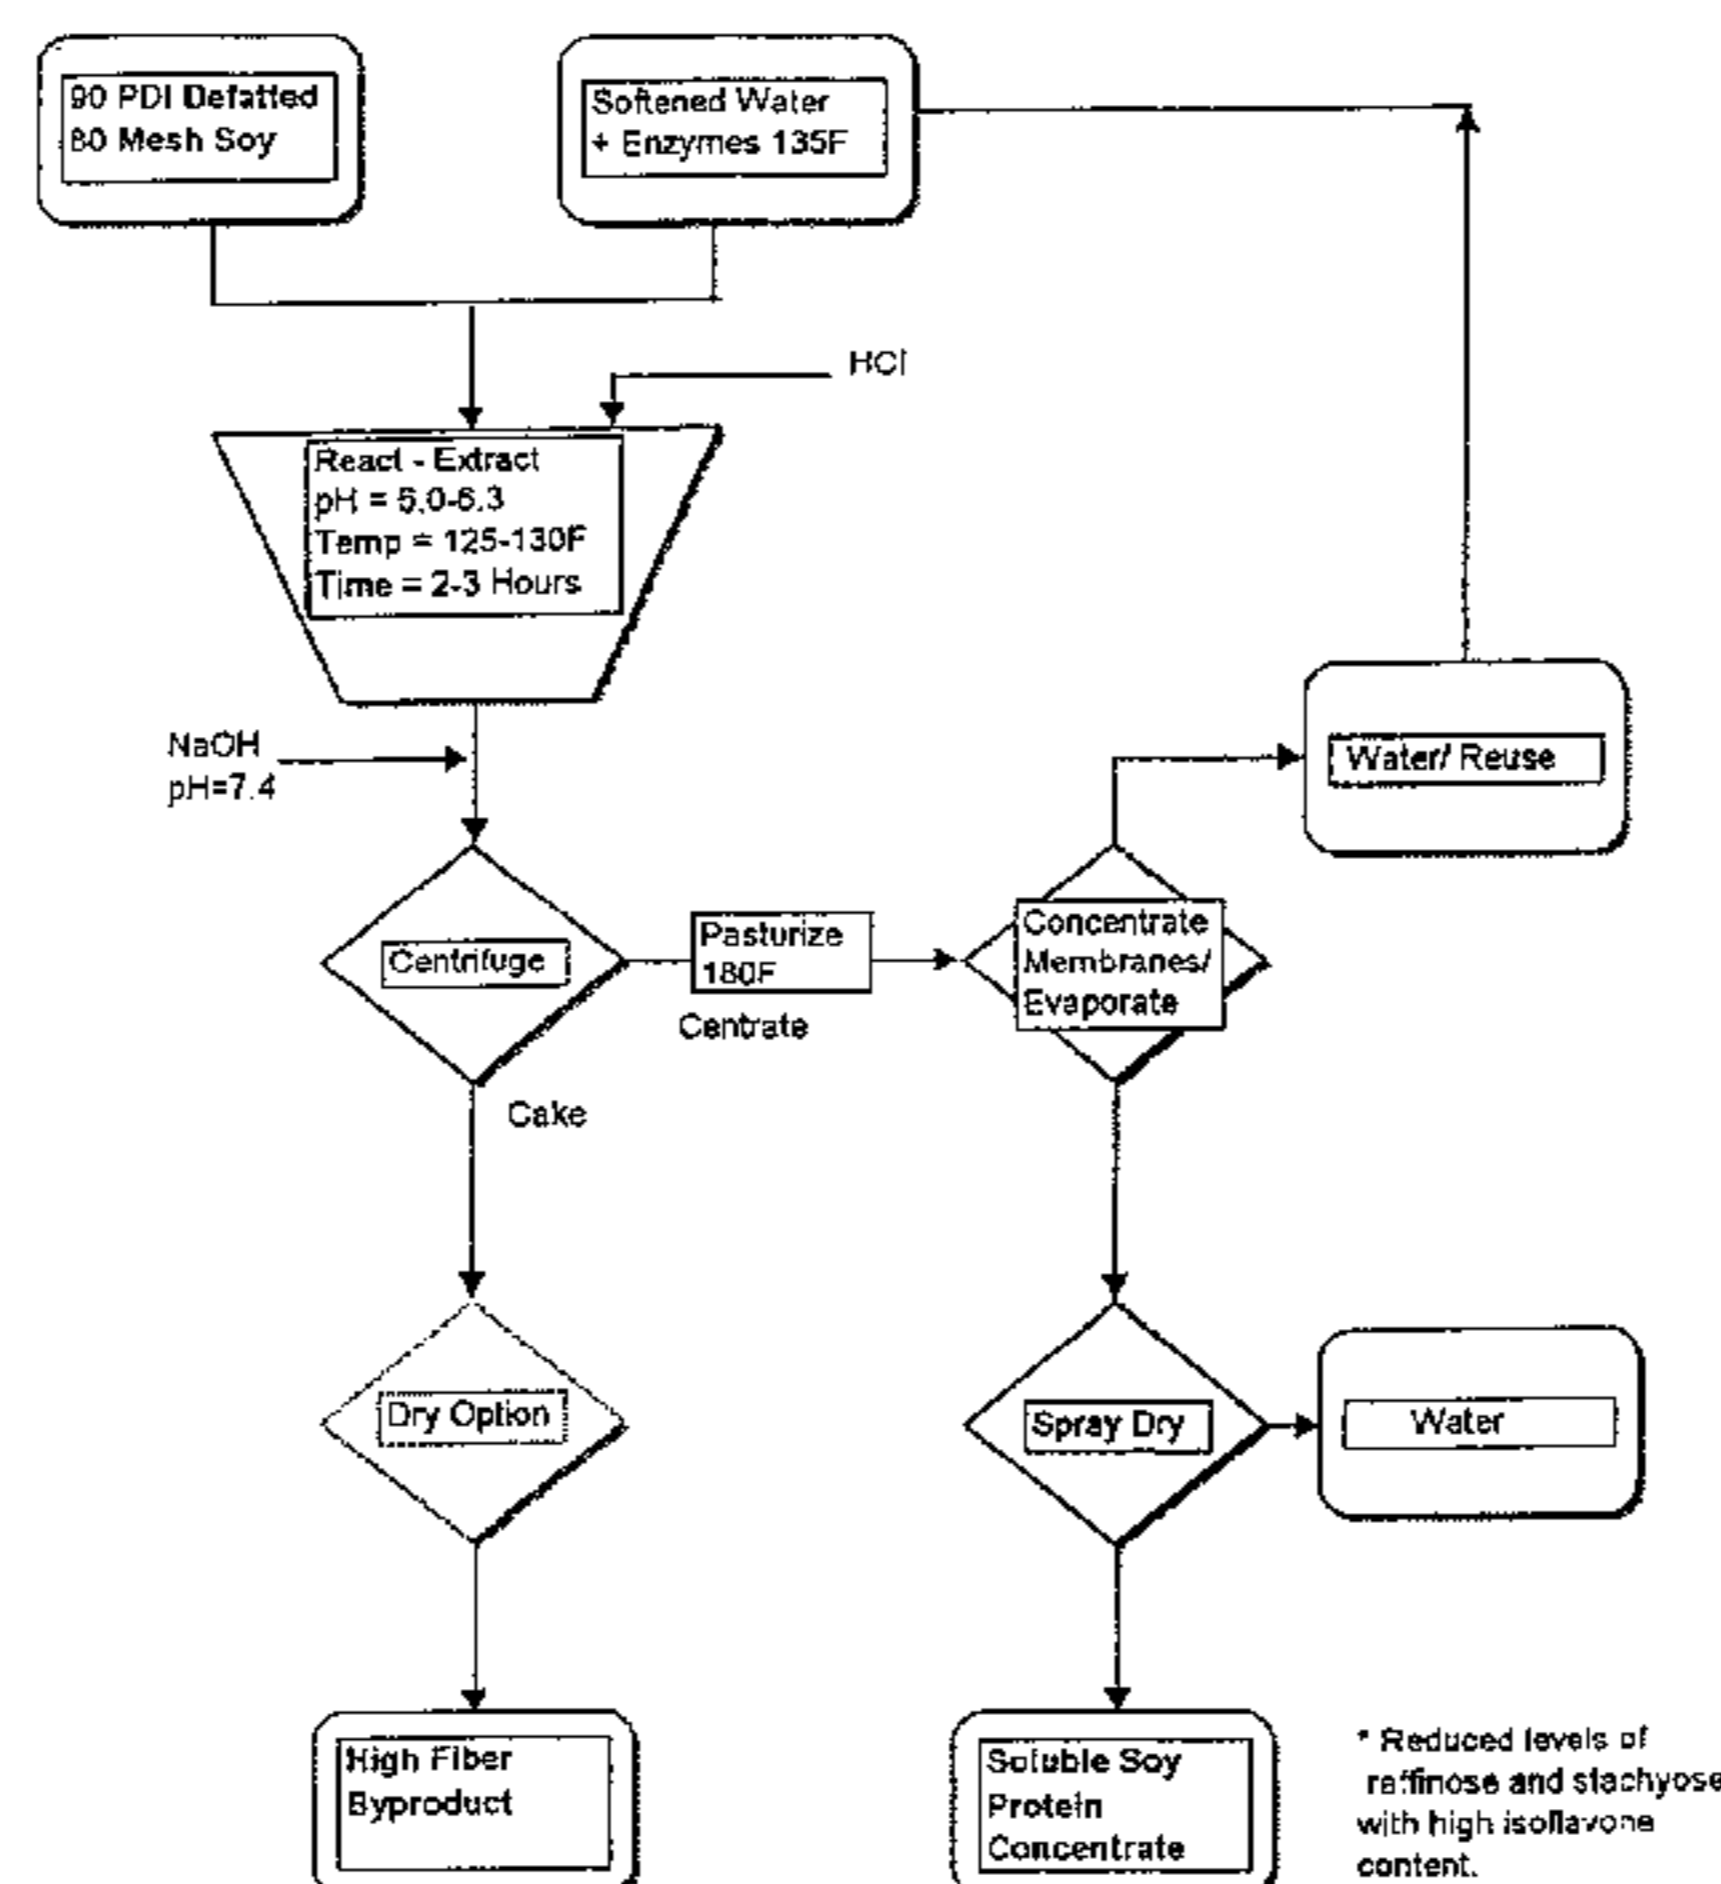 90 PDI Defatted
80 Mesh Soy
Softened Water
+ Enzymes 135F
HCl
React - Extract
pH = 6.0-6.3
Temp = 125-130F
Time = 2-3 Hours
NaOH
pH=7.4
Water/ Reuse
Centrifuge
Pasturize
180F
Centrate
Concentrate
Membranes/
Evaporate
Cake
Dry Option
Spray Dry
Water
High Fiber
Byproduct
Soluble Soy
Protein
Concentrate
* Reduced levels of
raffinose and stachyose
with high isoflavone
content.